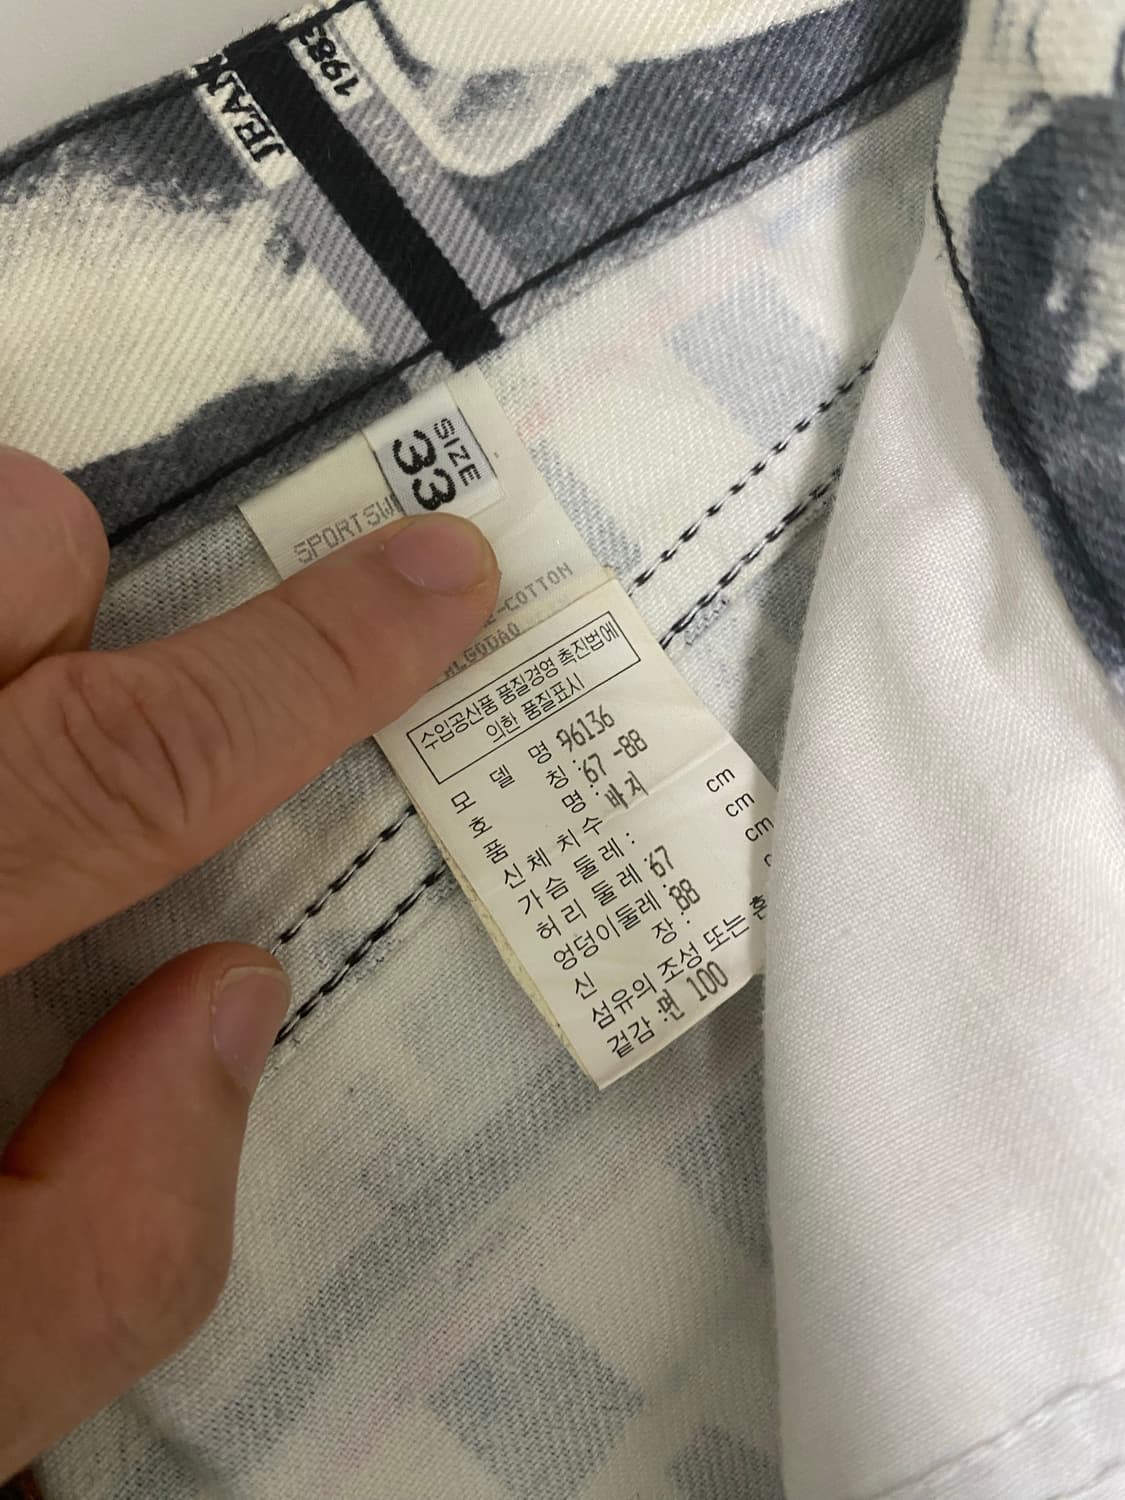 JEANS
1983
SIZE
33
SPORTSW
-COTTON
ALGODAO
수입공산품 품질경영 촉진법에
의한 품질표시
모 델 명 96136
호 칭 : 67 -88
품 명 : 바지
신체 치수
가슴 둘레 : cm
허리 둘레 : 67 cm
엉덩이둘레 : 88 cm
신 장 :
섬유의 조성 또는 혼
겉감 : 면 100